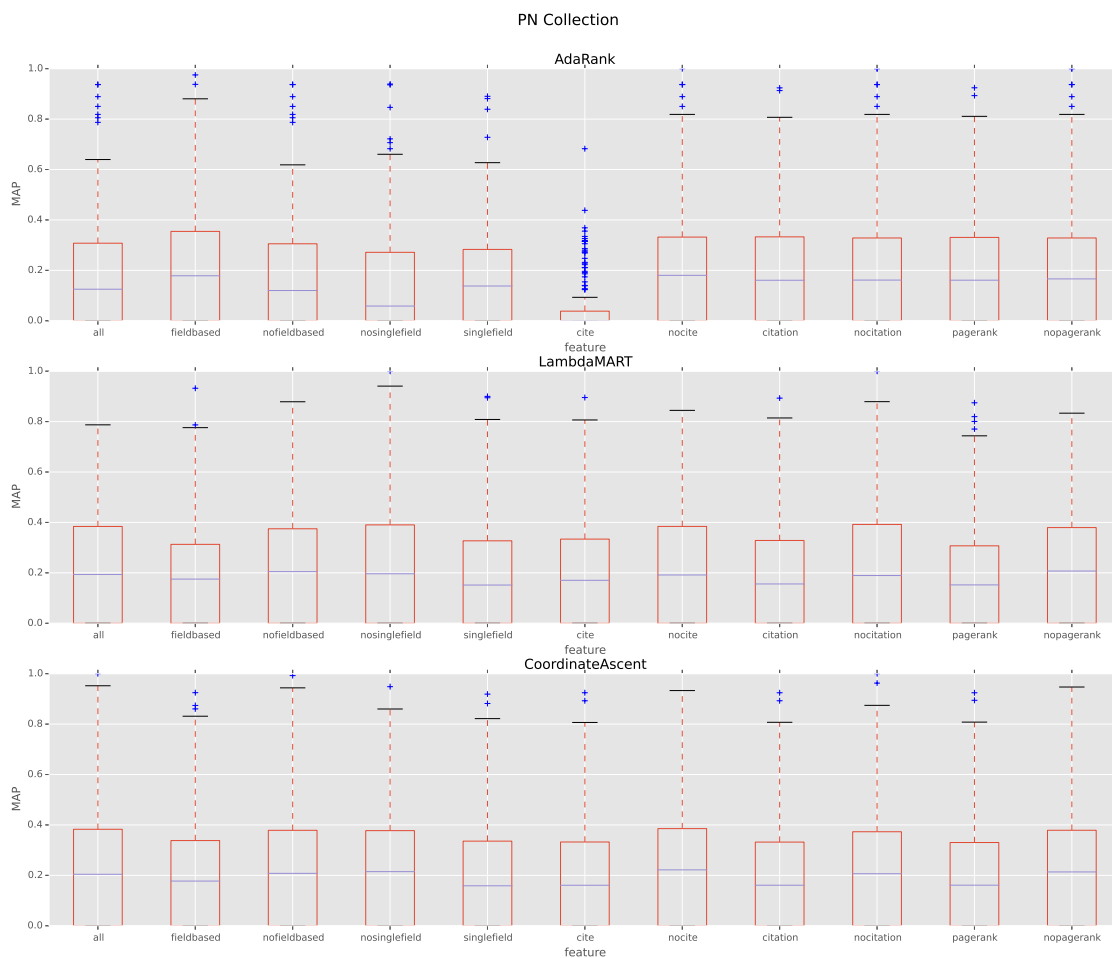 PN Collection
AdaRank
1.0
0.8
0.6
0.4
0.2
0.0
MAP
all fieldbased nofieldbased nosinglefield singlefield cite nocite citation nocitation pagerank nopagerank
feature
LambdaMART
1.0
0.8
0.6
0.4
0.2
0.0
MAP
all fieldbased nofieldbased nosinglefield singlefield cite nocite citation nocitation pagerank nopagerank
feature
CoordinateAscent
1.0
0.8
0.6
0.4
0.2
0.0
MAP
all fieldbased nofieldbased nosinglefield singlefield cite nocite citation nocitation pagerank nopagerank
feature